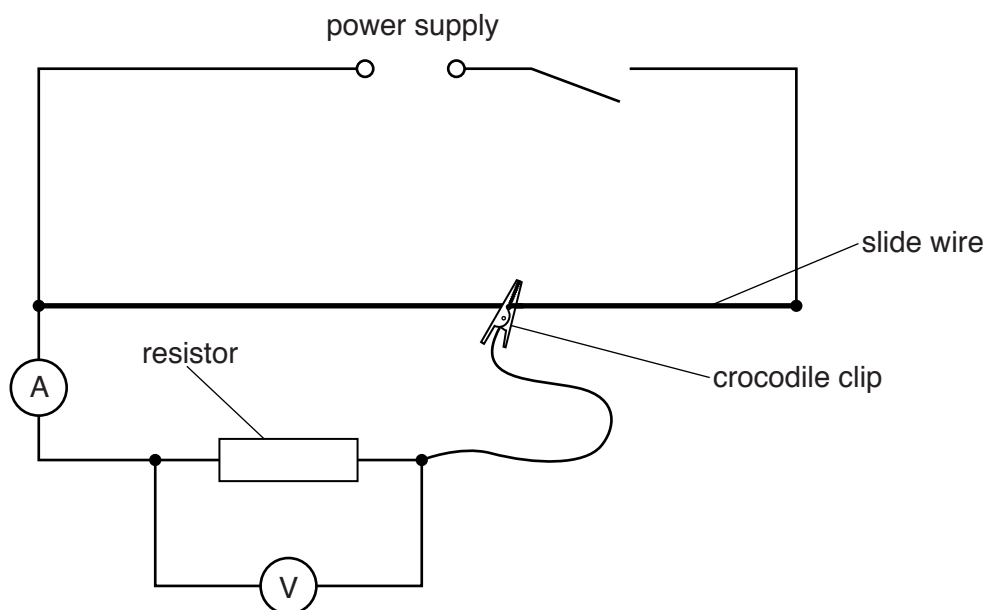 power supply
slide wire
resistor
crocodile clip
A
V